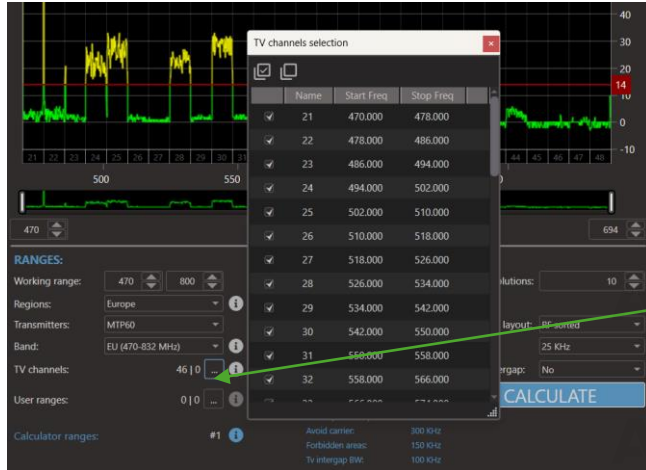 40
TV channels selection
30
20
14
10
Name Start Freq Stop Freq
21 470.000 478.000
0
22 478.000 486.000
-10
21 22 23 24 25 26 27 28 29 30 31
44 45 46 47 48
23 486.000 494.000
500 550
24 494.000 502.000
25 502.000 510.000
470
694
26 510.000 518.000
RANGES:
27 518.000 526.000
Working range: 470 800
28 526.000 534.000
olutions: 10
Regions: Europe
29 534.000 542.000
Transmitters: MTP60
30 542.000 550.000
layout: RF sorted
Band: EU (470-832 MHz)
31 550.000 558.000
25 KHz
TV channels: 46 | 0 ...
32 558.000 566.000
ergap: No
User ranges: 0 | 0 ...
CALCULATE
Calculator ranges: #1
Avoid carrier: 300 KHz
Forbidden areas: 150 KHz
Tv intergap BW: 100 KHz